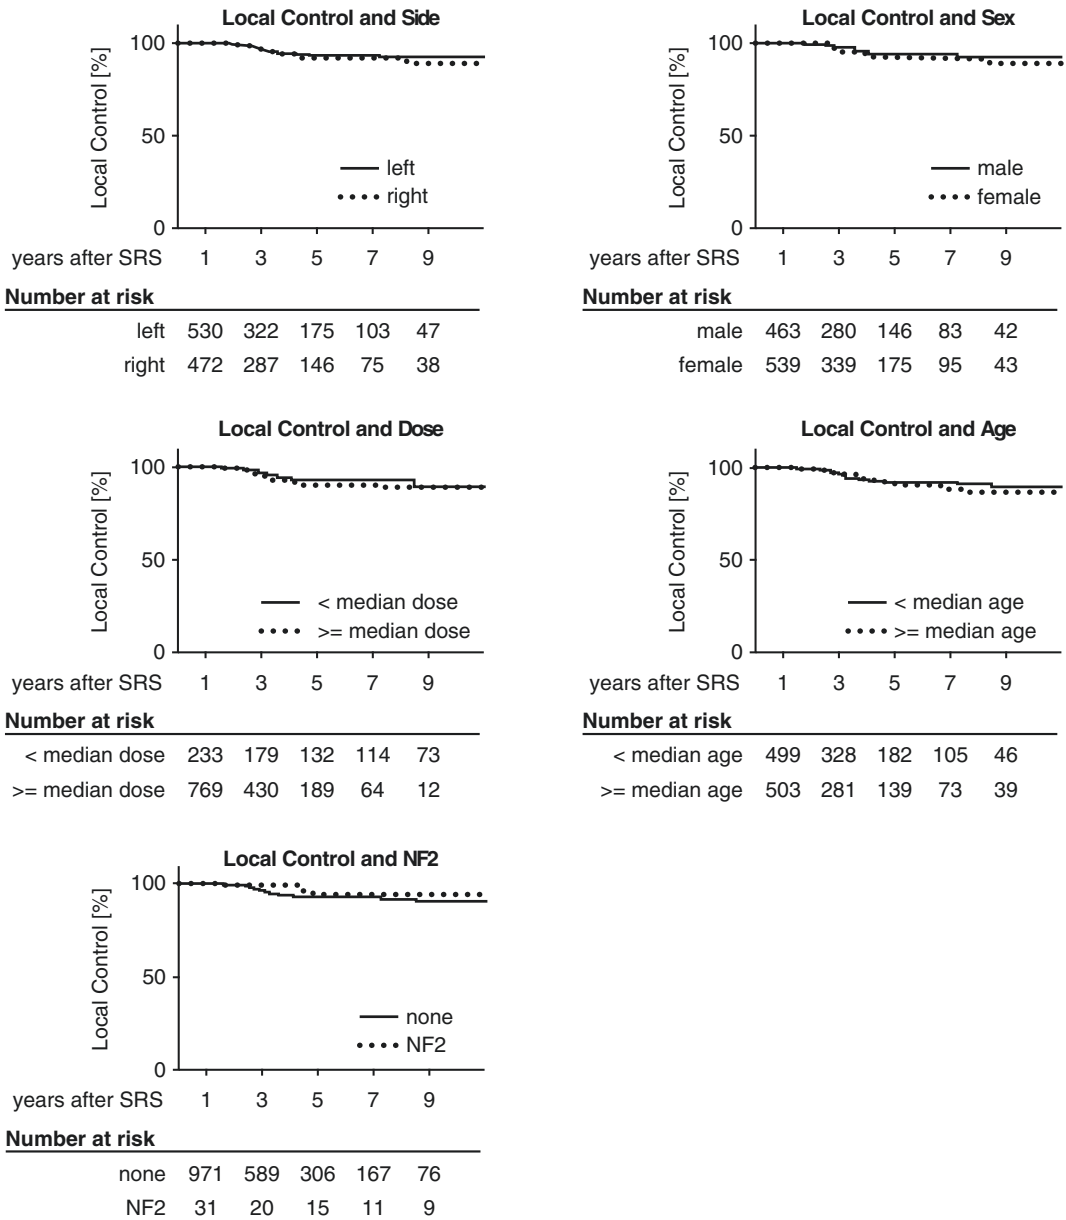 Local Control and Side
Local Control [%]
100
50
0
left
right
years after SRS 1 3 5 7 9
Number at risk
left 530 322 175 103 47
right 472 287 146 75 38
Local Control and Sex
Local Control [%]
100
50
0
male
female
years after SRS 1 3 5 7 9
Number at risk
male 463 280 146 83 42
female 539 339 175 95 43
Local Control and Dose
Local Control [%]
100
50
0
< median dose
>= median dose
years after SRS 1 3 5 7 9
Number at risk
< median dose 233 179 132 114 73
>= median dose 769 430 189 64 12
Local Control and Age
Local Control [%]
100
50
0
< median age
>= median age
years after SRS 1 3 5 7 9
Number at risk
< median age 499 328 182 105 46
>= median age 503 281 139 73 39
Local Control and NF2
Local Control [%]
100
50
0
none
NF2
years after SRS 1 3 5 7 9
Number at risk
none 971 589 306 167 76
NF2 31 20 15 11 9